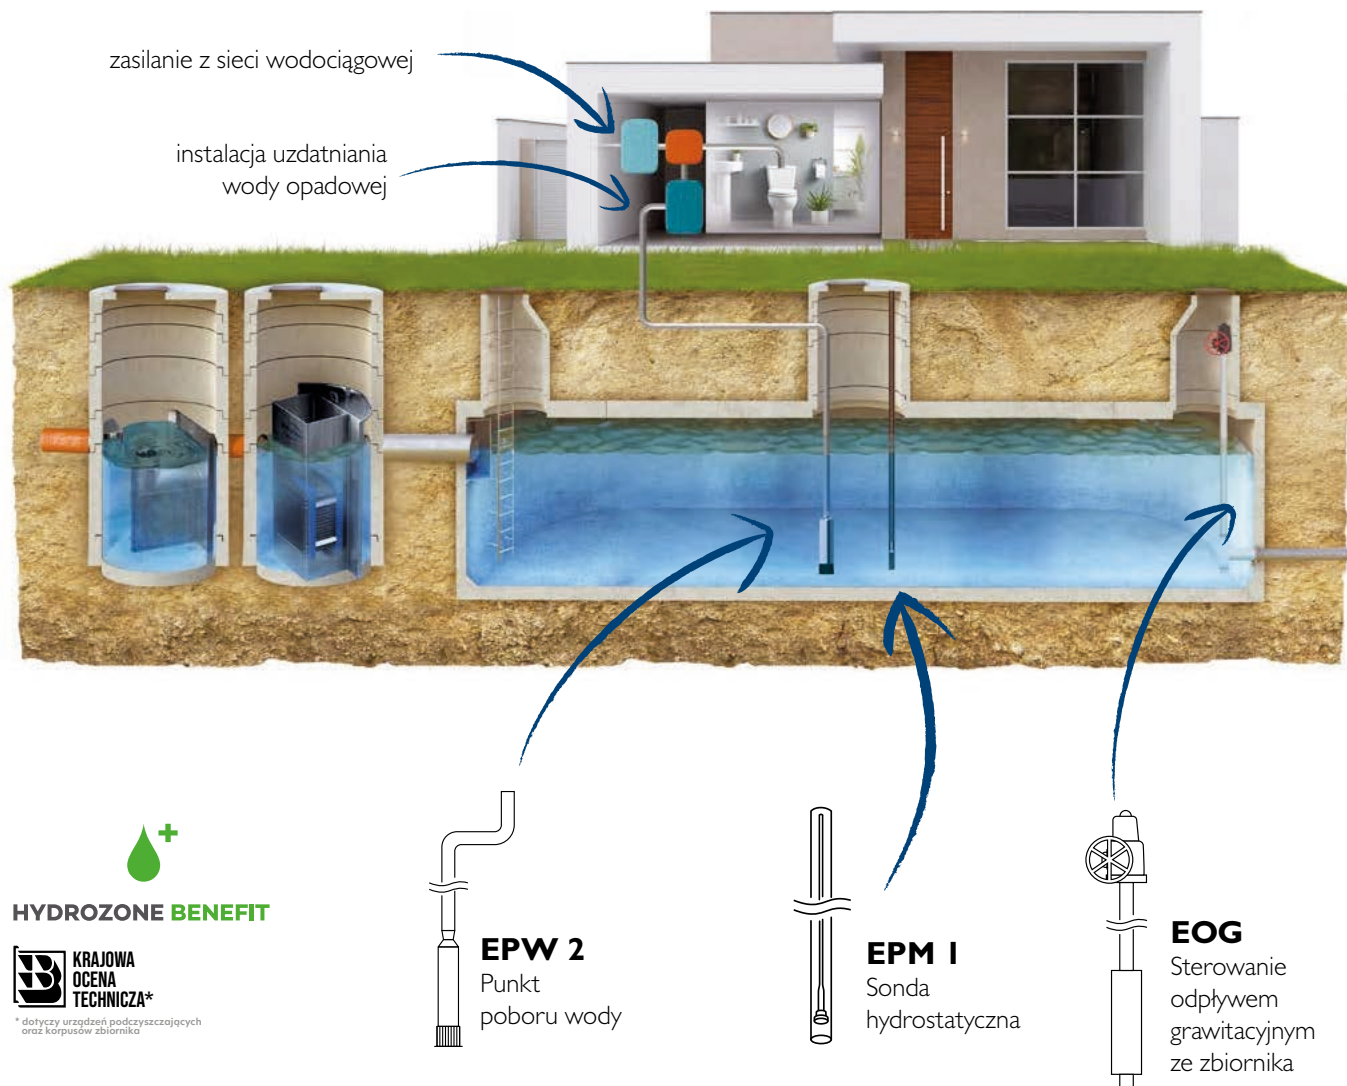 zasilanie z sieci wodociągowej
instalacja uzdatniania
wody opadowej
HYDROZONE BENEFIT
KRAJOWA
OCENA
TECHNICZA*
* dotyczy urządzeń podczyszczających
oraz korpusów zbiornika
EPW 2
Punkt
poboru wody
EPM 1
Sonda
hydrostatyczna
EOG
Sterowanie
odpływem
grawitacyjnym
ze zbiornika